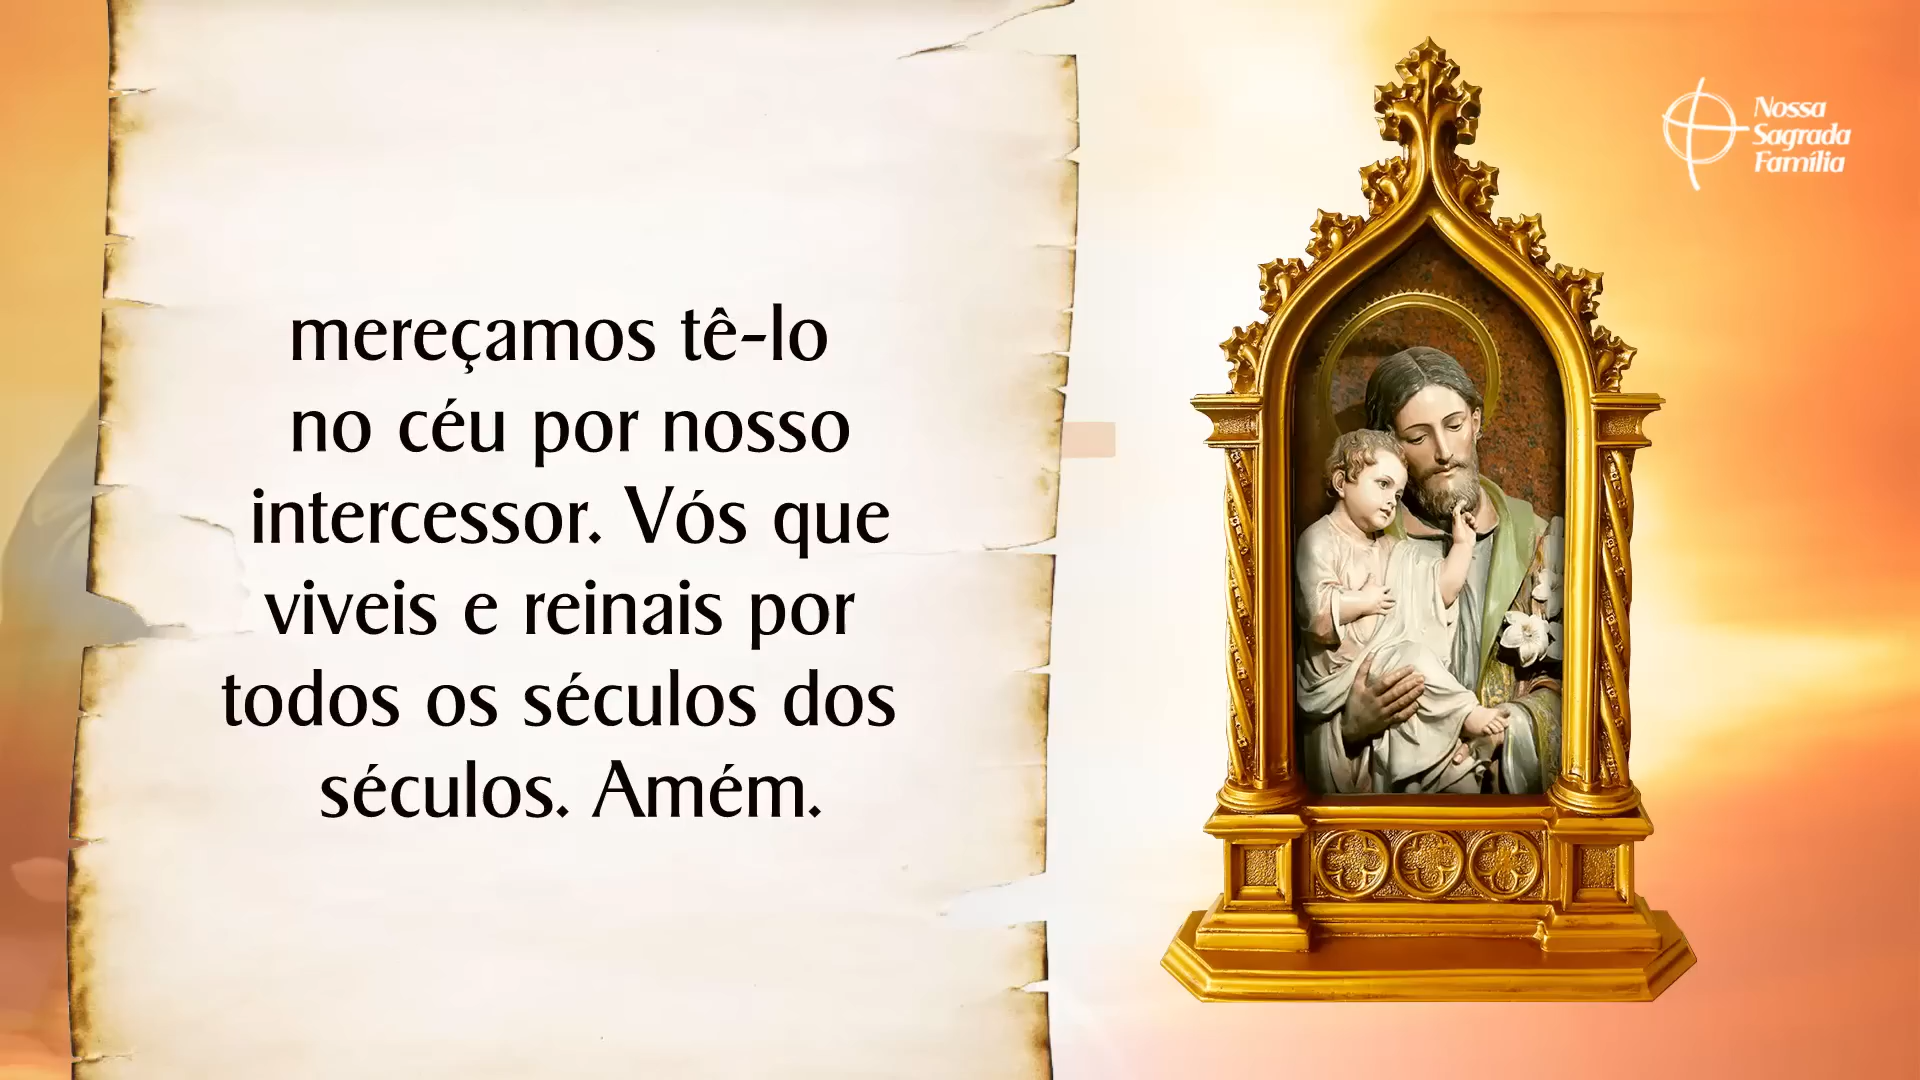 mereçamos tê-lo
no céu por nosso
intercessor. Vós que
viveis e reinais por
todos os séculos dos
séculos. Amém.
Nossa
Sagrada
Família